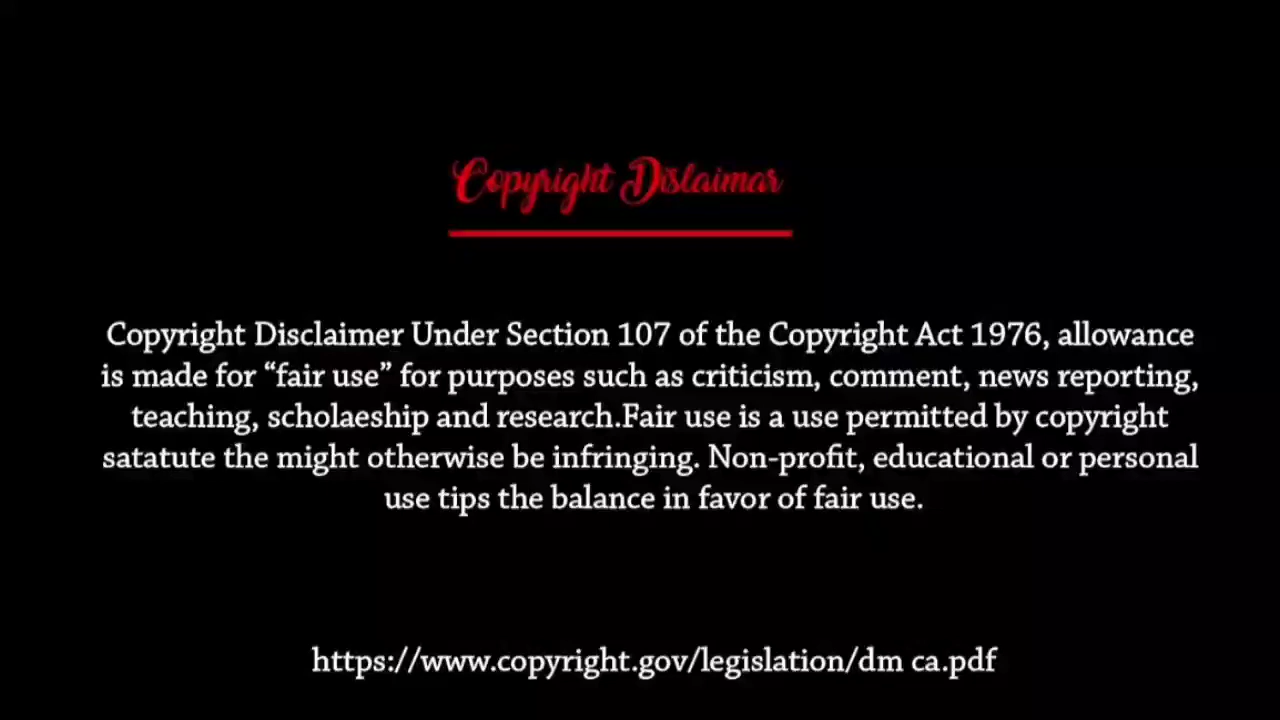 Copyright Dislaimar
Copyright Disclaimer Under Section 107 of the Copyright Act 1976, allowance
is made for “fair use” for purposes such as criticism, comment, news reporting,
teaching, scholaeship and research.Fair use is a use permitted by copyright
satatute the might otherwise be infringing. Non-profit, educational or personal
use tips the balance in favor of fair use.
https://www.copyright.gov/legislation/dm ca.pdf